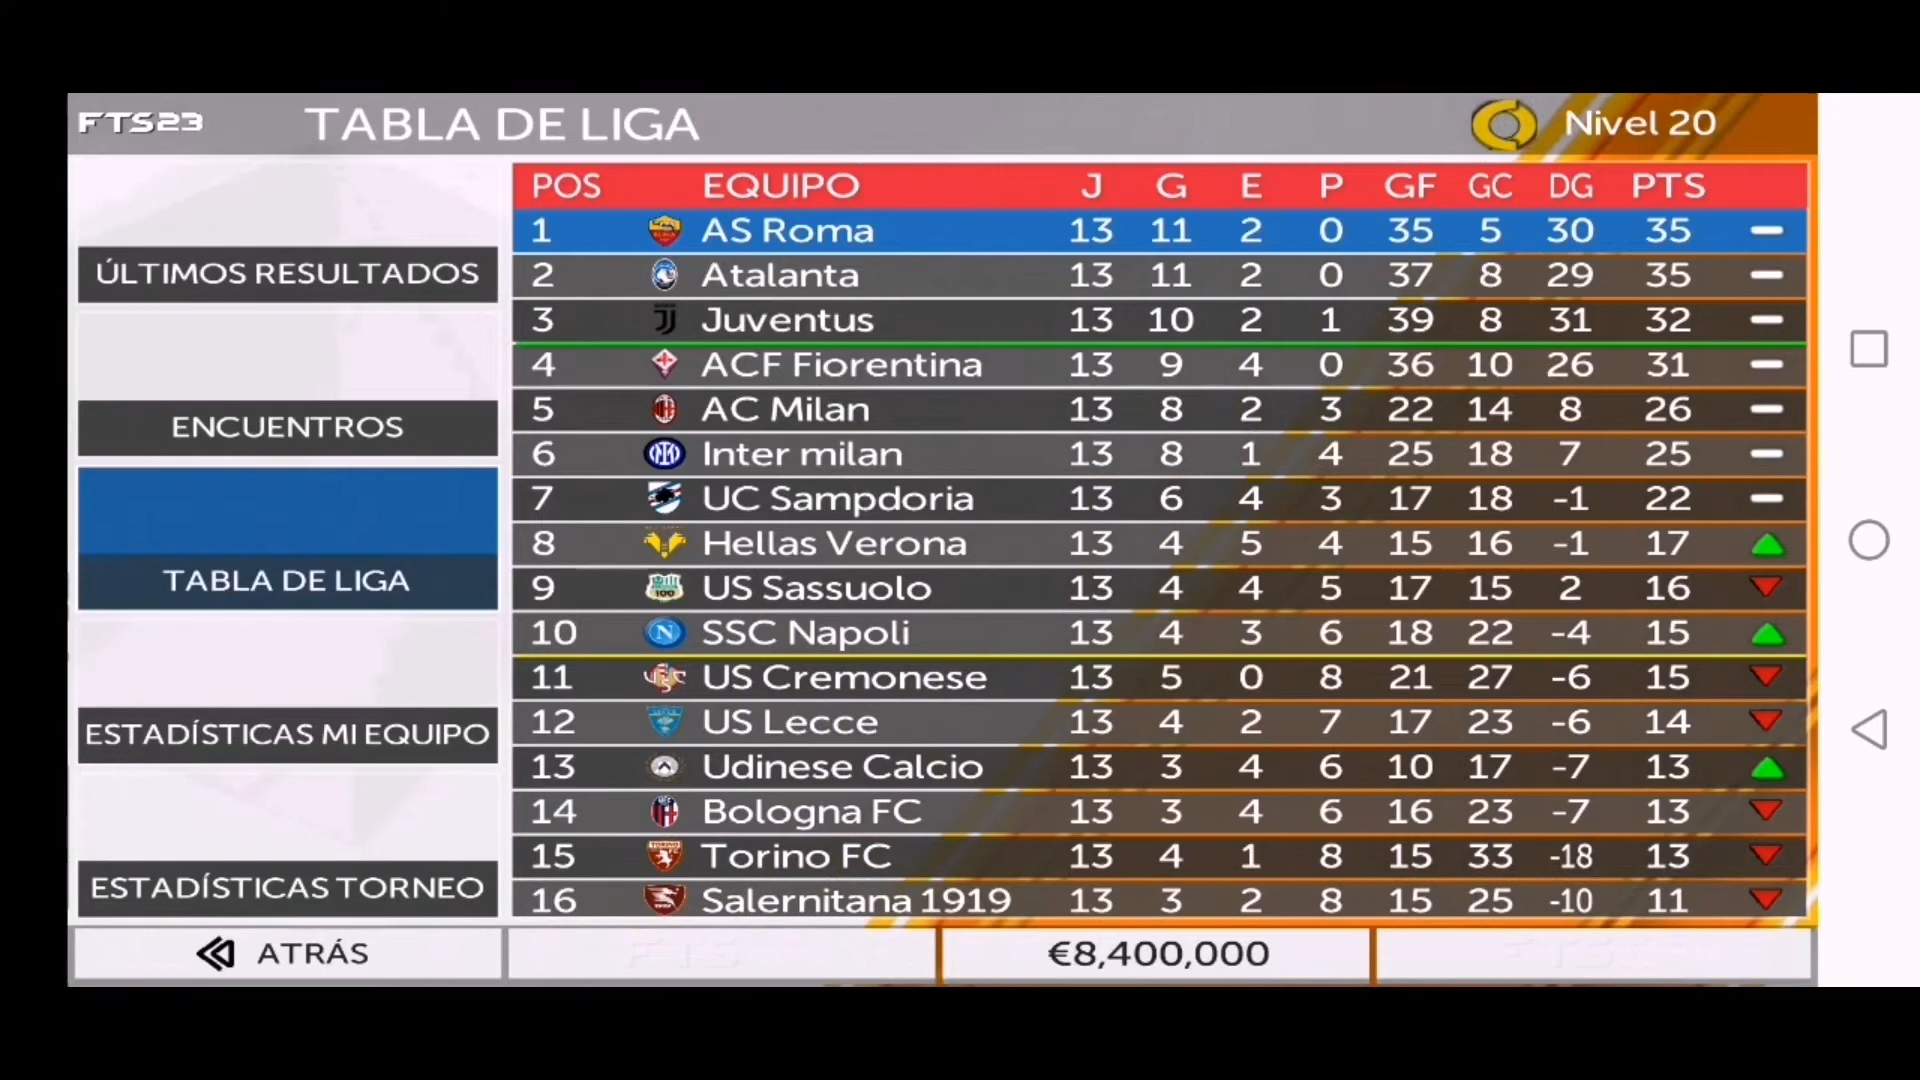 FTS23 TABLA DE LIGA Nivel 20
ÚLTIMOS RESULTADOS
ENCUENTROS
TABLA DE LIGA
ESTADÍSTICAS MI EQUIPO
ESTADÍSTICAS TORNEO
POS EQUIPO J G E P GF GC DG PTS
1 AS Roma 13 11 2 0 35 5 30 35
2 Atalanta 13 11 2 0 37 8 29 35
3 Juventus 13 10 2 1 39 8 31 32
4 ACF Fiorentina 13 9 4 0 36 10 26 31
5 AC Milan 13 8 2 3 22 14 8 26
6 Inter milan 13 8 1 4 25 18 7 25
7 UC Sampdoria 13 6 4 3 17 18 -1 22
8 Hellas Verona 13 4 5 4 15 16 -1 17
9 US Sassuolo 13 4 4 5 17 15 2 16
10 SSC Napoli 13 4 3 6 18 22 -4 15
11 US Cremonese 13 5 0 8 21 27 -6 15
12 US Lecce 13 4 2 7 17 23 -6 14
13 Udinese Calcio 13 3 4 6 10 17 -7 13
14 Bologna FC 13 3 4 6 16 23 -7 13
15 Torino FC 13 4 1 8 15 33 -18 13
16 Salernitana 1919 13 3 2 8 15 25 -10 11
ATRÁS €8,400,000